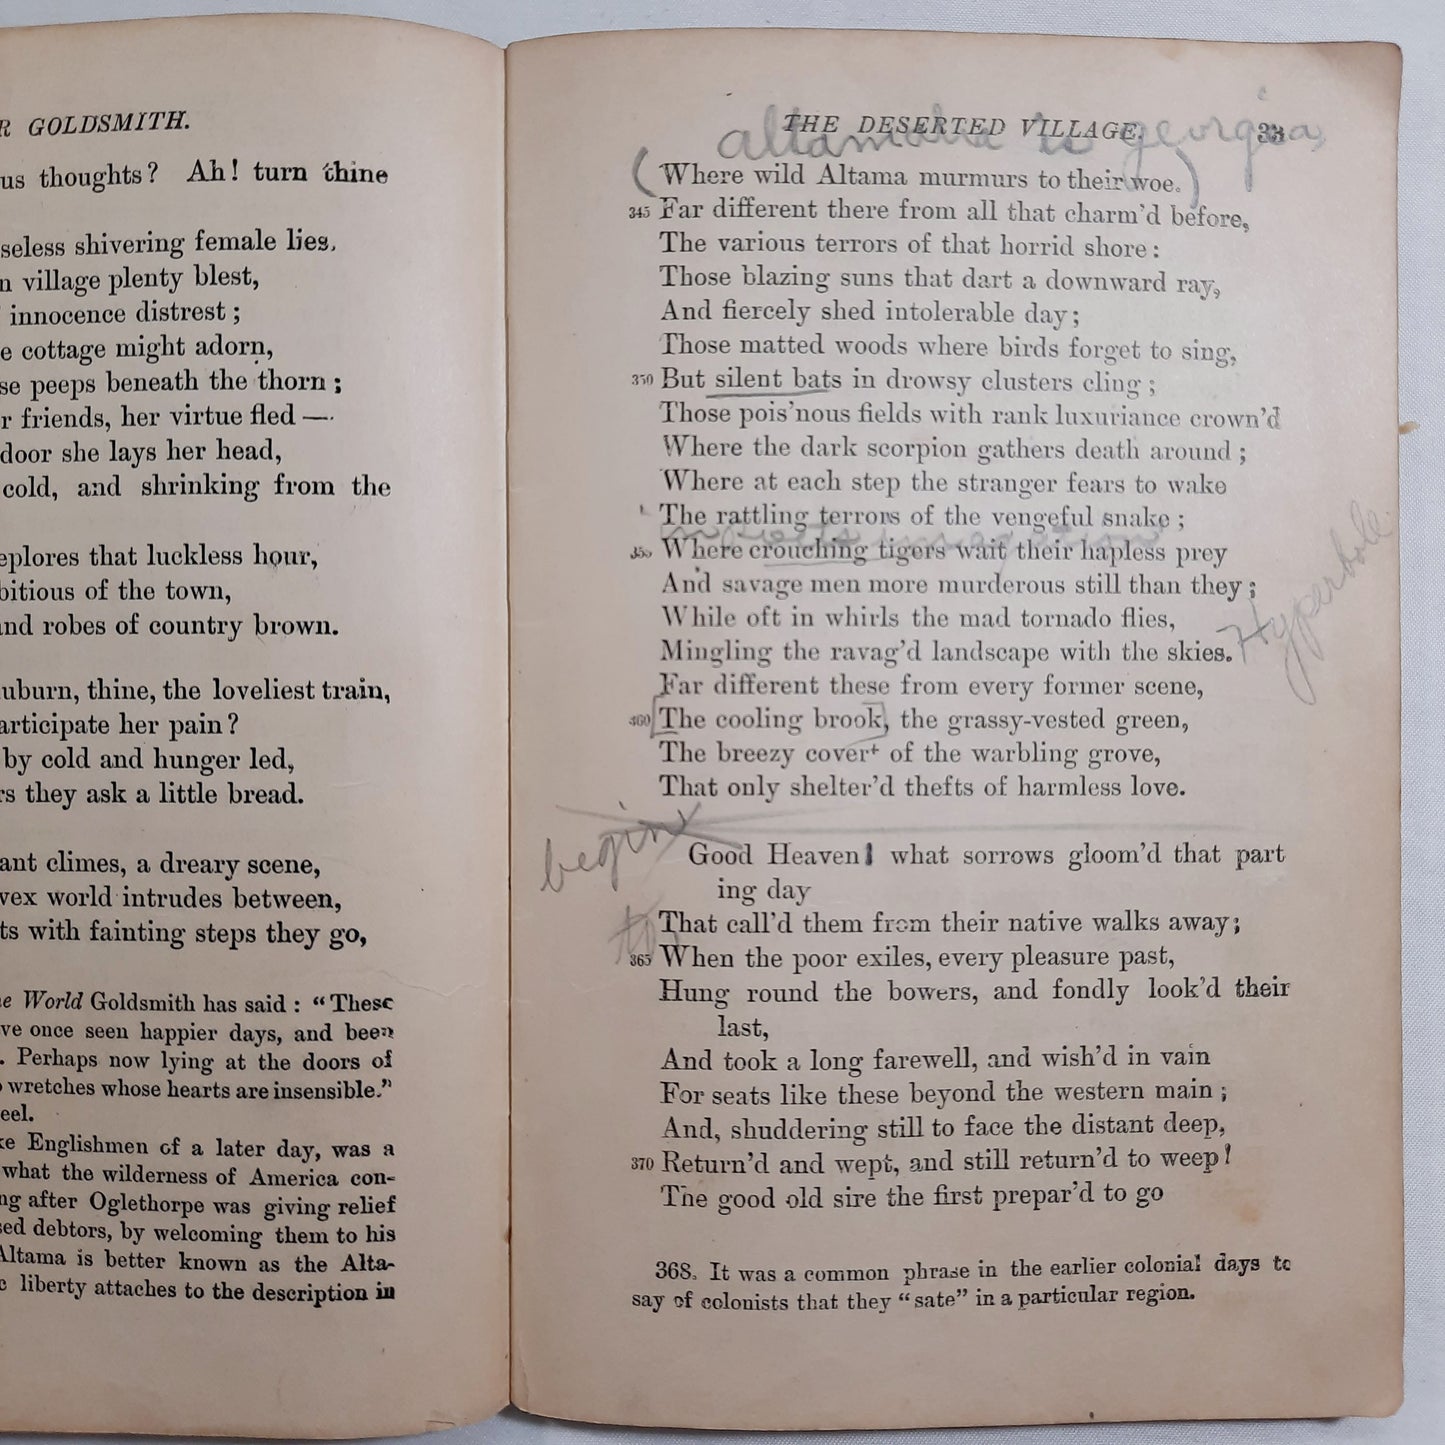 R GOLDSMITH.
us thoughts? Ah! turn thine
seless shivering female lies.
n village plenty blest,
innocence distrest;
e cottage might adorn,
se peeps beneath the thorn;
r friends, her virtue fled —
door she lays her head,
cold, and shrinking from the
eplores that luckless hour,
bitious of the town,
and robes of country brown.
uburn, thine, the loveliest train,
articipate her pain?
by cold and hunger led,
rs they ask a little bread.
ant climes, a dreary scene,
vex world intrudes between,
ts with fainting steps they go,
e World Goldsmith has said: "These
ve once seen happier days, and been
. Perhaps now lying at the doors of
o wretches whose hearts are insensible."
eel.
ke Englishmen of a later day, was a
what the wilderness of America con-
ng after Oglethorpe was giving relief
sed debtors, by welcoming them to his
Altama is better known as the Alta-
c liberty attaches to the description in
THE DESERTED VILLAGE. 33
altamaha is georgia
(Where wild Altama murmurs to their woe.)
345 Far different there from all that charm'd before,
The various terrors of that horrid shore:
Those blazing suns that dart a downward ray,
And fiercely shed intolerable day;
Those matted woods where birds forget to sing,
350 But silent bats in drowsy clusters cling;
Those pois'nous fields with rank luxuriance crown'd
Where the dark scorpion gathers death around;
Where at each step the stranger fears to wake
The rattling terrors of the vengeful snake;
355 Where crouching tigers wait their hapless prey
And savage men more murderous still than they;
While oft in whirls the mad tornado flies,
Mingling the ravag'd landscape with the skies.
Hyperbole
Far different these from every former scene,
360 The cooling brook, the grassy-vested green,
The breezy covert of the warbling grove,
That only shelter'd thefts of harmless love.
begin
Good Heaven! what sorrows gloom'd that part
ing day
to
That call'd them from their native walks away;
365 When the poor exiles, every pleasure past,
Hung round the bowers, and fondly look'd their
last,
And took a long farewell, and wish'd in vain
For seats like these beyond the western main;
And, shuddering still to face the distant deep,
370 Return'd and wept, and still return'd to weep!
The good old sire the first prepar'd to go
368. It was a common phrase in the earlier colonial days to
say of colonists that they "sate" in a particular region.